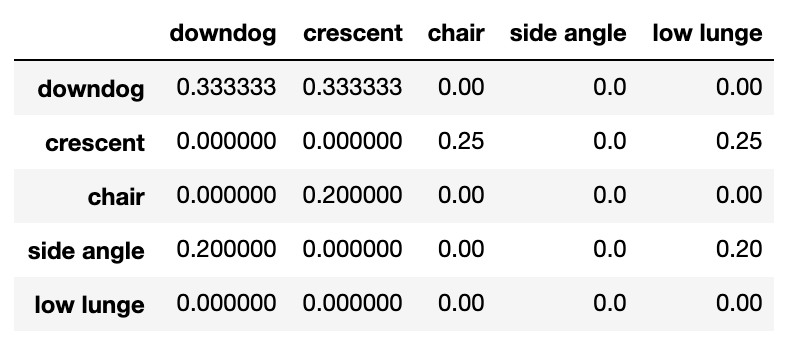 downdog crescent chair side angle low lunge
downdog 0.333333 0.333333 0.00 0.0 0.00
crescent 0.000000 0.000000 0.25 0.0 0.25
chair 0.000000 0.200000 0.00 0.0 0.00
side angle 0.200000 0.000000 0.00 0.0 0.20
low lunge 0.000000 0.000000 0.00 0.0 0.00